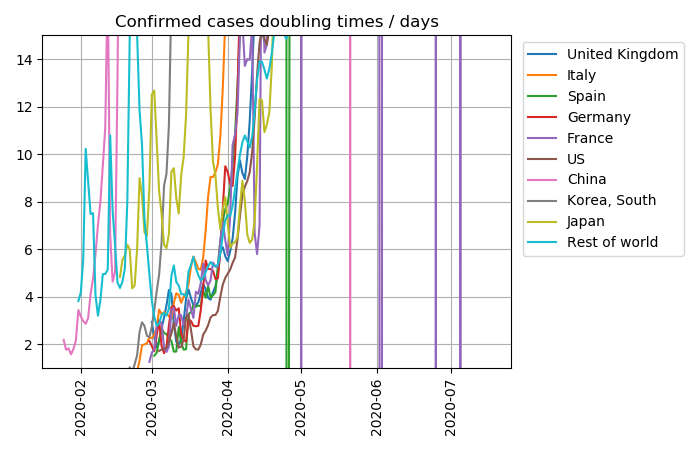 Confirmed cases doubling times / days
14
12
10
8
6
4
2
2020-02
2020-03
2020-04
2020-05
2020-06
2020-07
United Kingdom
Italy
Spain
Germany
France
US
China
Korea, South
Japan
Rest of world